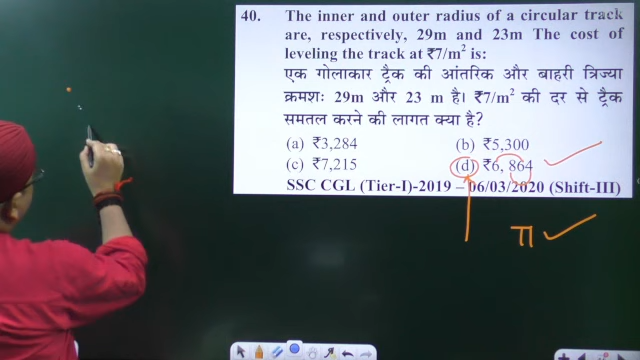 40. The inner and outer radius of a circular track
are, respectively, 29m and 23m The cost of
leveling the track at ₹7/m² is:
एक गोलाकार ट्रैक की आंतरिक और बाहरी त्रिज्या
क्रमशः 29m और 23 m है। ₹7/m² की दर से ट्रैक
समतल करने की लागत क्या है?
(a) ₹3,284 (b) ₹5,300
(c) ₹7,215 (d) ₹6, 864
SSC CGL (Tier-I)-2019 – 06/03/2020 (Shift-III)
π